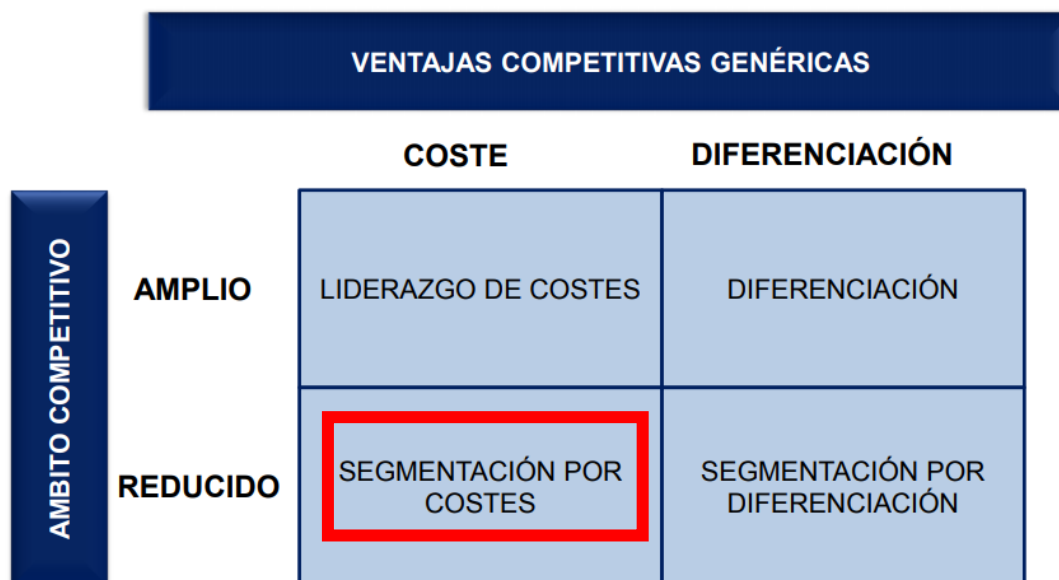 VENTAJAS COMPETITIVAS GENÉRICAS
COSTE
DIFERENCIACIÓN
AMBITO COMPETITIVO
AMPLIO
LIDERAZGO DE COSTES
DIFERENCIACIÓN
REDUCIDO
SEGMENTACIÓN POR
COSTES
SEGMENTACIÓN POR
DIFERENCIACIÓN